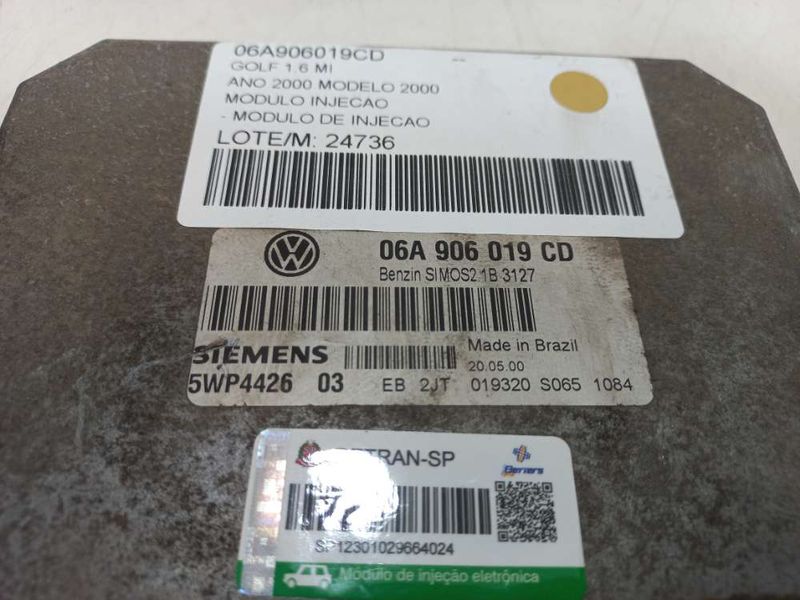 06A906019CD
GOLF 1.6 MI
ANO 2000 MODELO 2000
MODULO INJECAO
- MODULO DE INJECAO
LOTE/M: 24736
VW
06A 906 019 CD
Benzin SIMOS2.1B 3127
SIEMENS
Made in Brazil
20.05.00
5WP4426 03 EB 2JT 019320 S065 1084
TRAN-SP
SP12301029664024
Módulo de injeção eletrônica